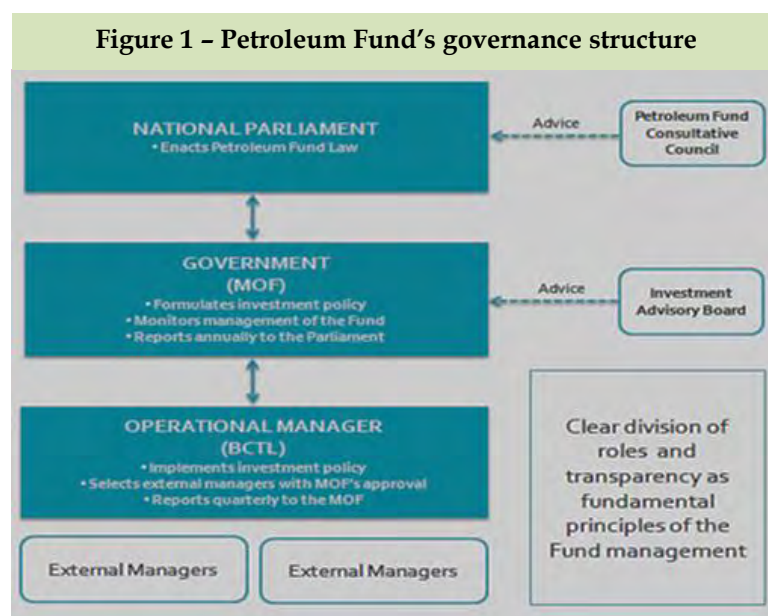 Figure 1 – Petroleum Fund’s governance structure
NATIONAL PARLIAMENT
• Enacts Petroleum Fund Law
Advice
Petroleum Fund
Consultative
Council
GOVERNMENT
(MOF)
• Formulates investment policy
• Monitors management of the Fund
• Reports annually to the Parliament
Advice
Investment
Advisory Board
OPERATIONAL MANAGER
(BCTL)
• Implements investment policy
• Selects external managers with MOF's approval
• Reports quarterly to the MOF
Clear division of
roles and
transparency as
fundamental
principles of the
Fund management
External Managers
External Managers